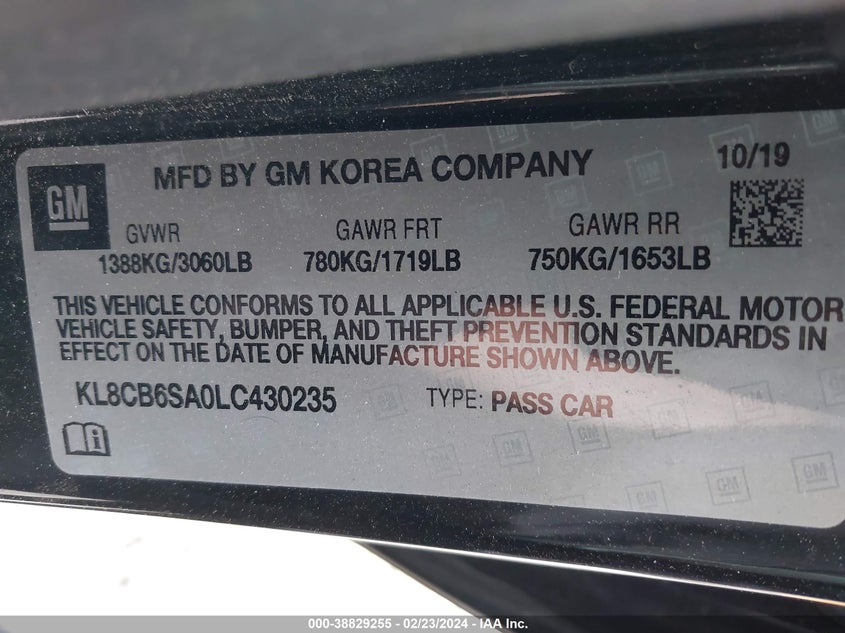 MFD BY GM KOREA COMPANY 10/19
GM
GVWR GAWR FRT GAWR RR
1388KG/3060LB 780KG/1719LB 750KG/1653LB
THIS VEHICLE CONFORMS TO ALL APPLICABLE U.S. FEDERAL MOTOR
VEHICLE SAFETY, BUMPER, AND THEFT PREVENTION STANDARDS IN
EFFECT ON THE DATE OF MANUFACTURE SHOWN ABOVE.
KL8CB6SA0LC430235 TYPE: PASS CAR
000-38829255 - 02/23/2024 - IAA Inc.